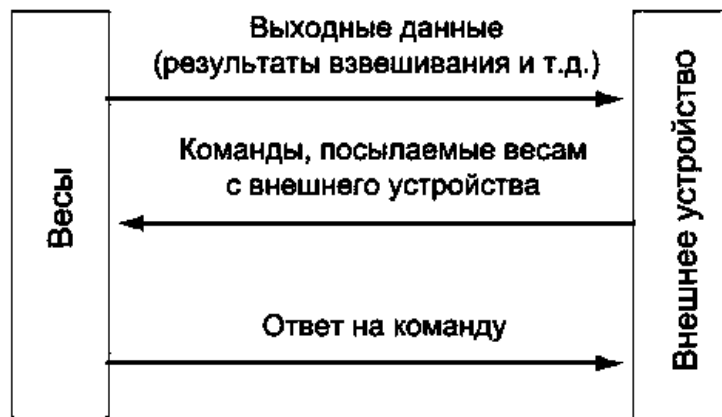 Выходные данные
(результаты взвешивания и т.д.)
Команды, посылаемые весам
с внешнего устройства
Весы
Внешнее устройство
Ответ на команду